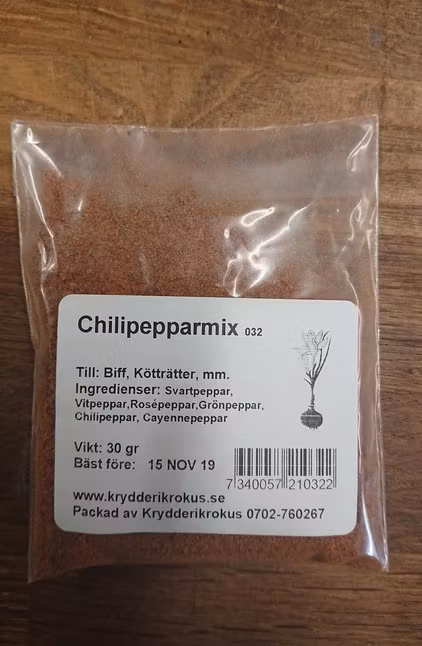 Chilipepparmix 032
Till: Biff, Kötträtter, mm.
Ingredienser: Svartpeppar,
Vitpeppar,Rosépeppar,Grönpeppar,
Chilipeppar, Cayennepeppar
Vikt: 30 gr
Bäst före: 15 NOV 19
7 340057 210322
www.krydderikrokus.se
Packad av Krydderikrokus 0702-760267